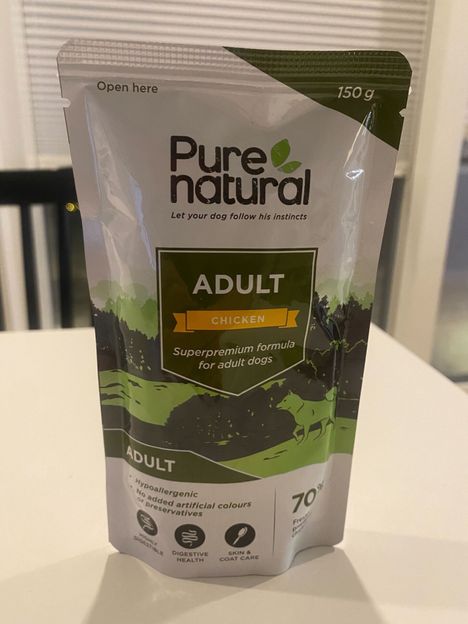 Open here
150 g
Pure
natural
Let your dog follow his instincts
ADULT
CHICKEN
Superpremium formula
for adult dogs
ADULT
Hypoallergenic
No added artificial colours
or preservatives
70%
DIGESTIBLE
DIGESTIVE
HEALTH
SKIN &
COAT CARE